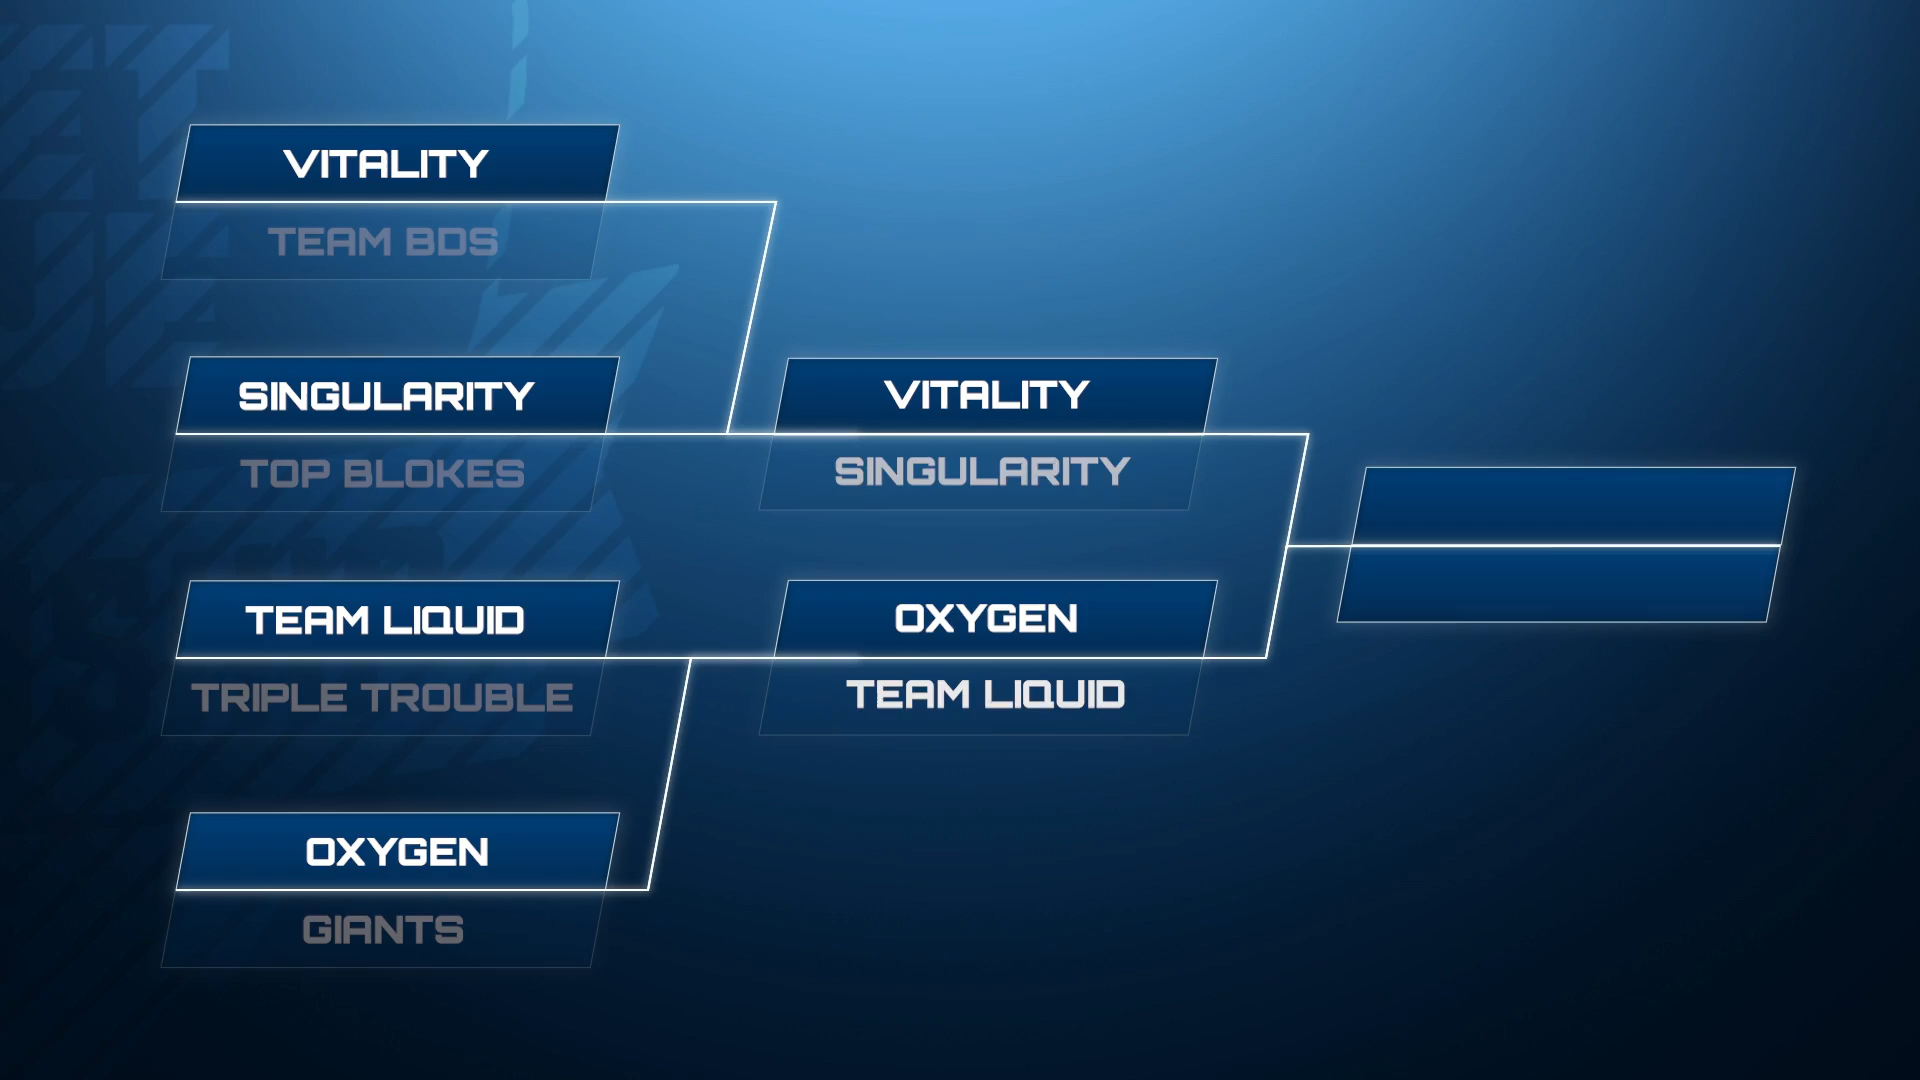 VITALITY
TEAM BDS
SINGULARITY
TOP BLOKES
TEAM LIQUID
TRIPLE TROUBLE
OXYGEN
GIANTS
VITALITY
SINGULARITY
OXYGEN
TEAM LIQUID